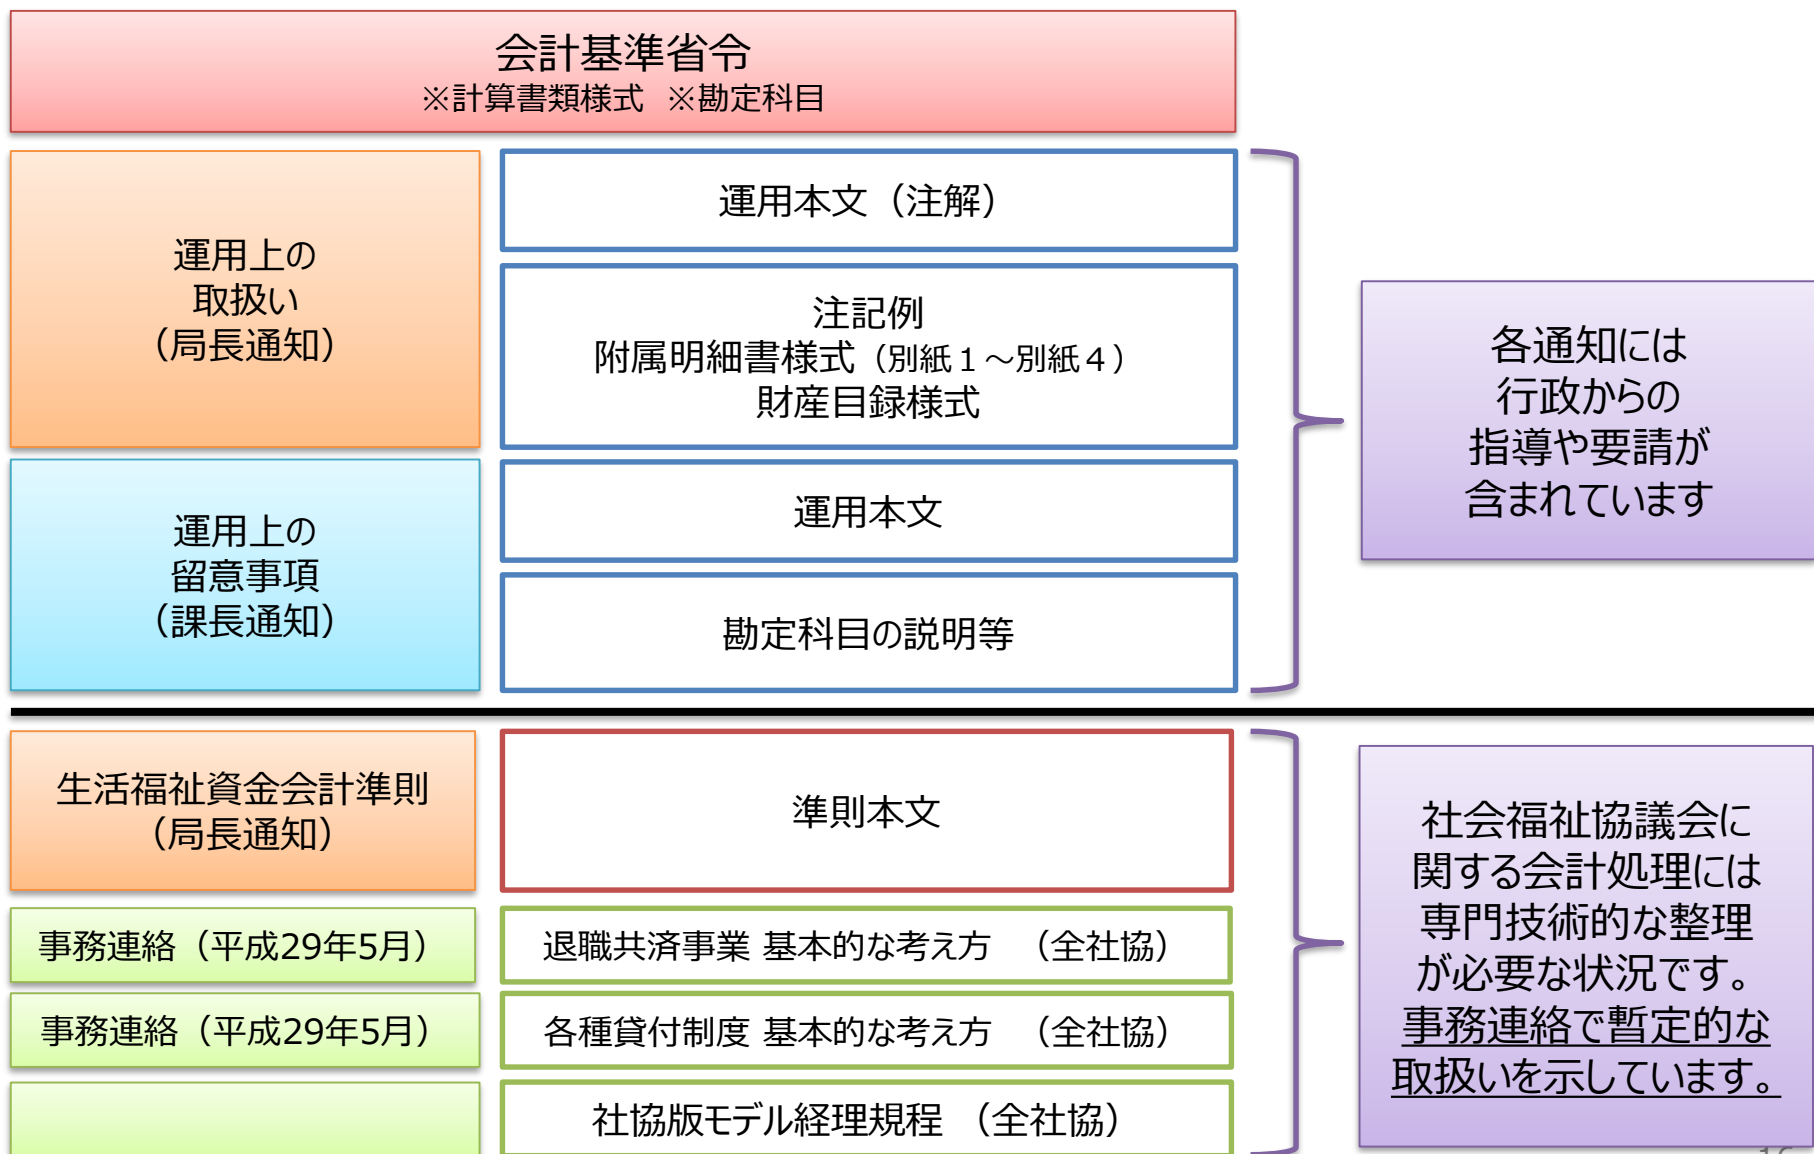 会計基準省令
※計算書類様式 ※勘定科目
運用上の
取扱い
（局長通知）
運用本文（注解）
注記例
附属明細書様式（別紙１～別紙４）
財産目録様式
運用上の
留意事項
（課長通知）
運用本文
勘定科目の説明等
各通知には
行政からの
指導や要請が
含まれています
生活福祉資金会計準則
（局長通知）
準則本文
事務連絡（平成29年5月）
退職共済事業 基本的な考え方 （全社協）
事務連絡（平成29年5月）
各種貸付制度 基本的な考え方 （全社協）
社協版モデル経理規程 （全社協）
社会福祉協議会に
関する会計処理には
専門技術的な整理
が必要な状況です。
事務連絡で暫定的な
取扱いを示しています。